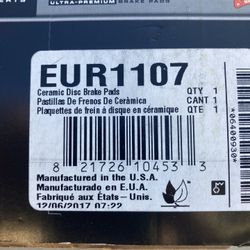 ULTRA-PREMIUM BRAKE PADS
EUR1107
Ceramic Disc Brake Pads QTY 1
Pastillas De Frenos De Cerámica CANT 1
Plaquettes de frein à disque en céramique QTE 1
8 21726 10453 3
*06400930*
Manufactured in the U.S.A.
Manufacturado en E.U.A.
Fabriqué aux États - Unis.
12/06/2017 07:22